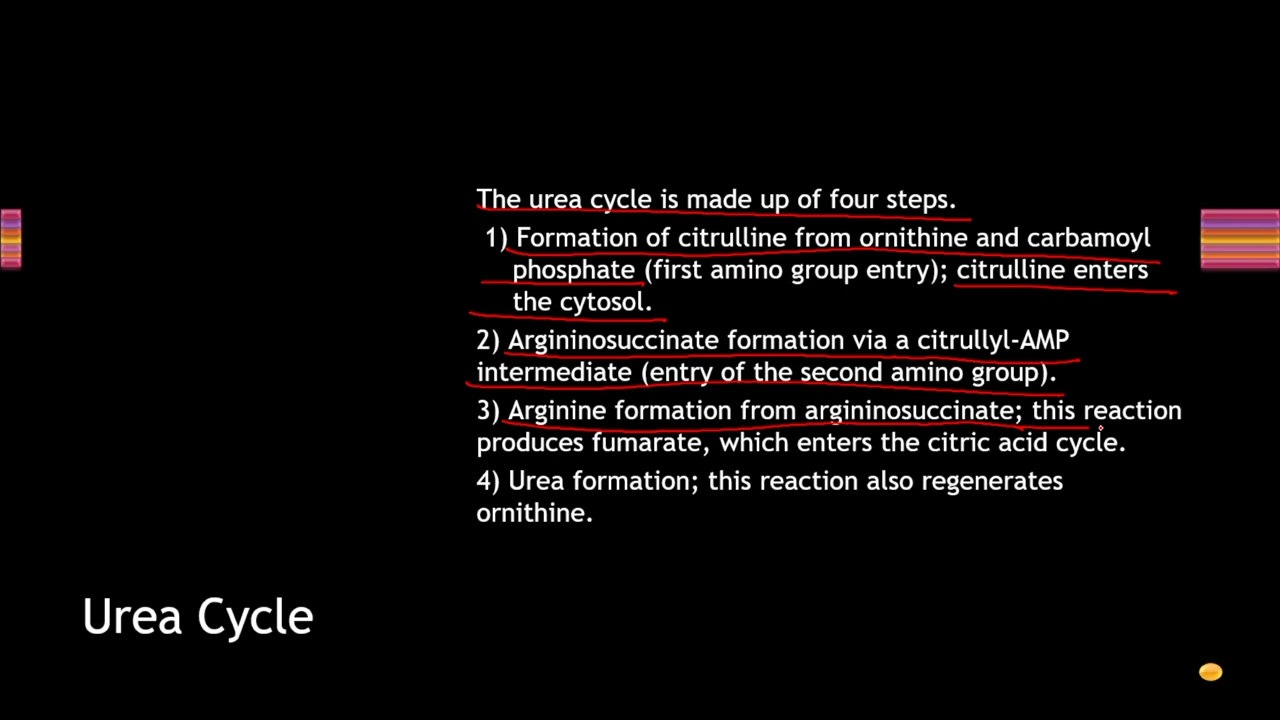 The urea cycle is made up of four steps.
1) Formation of citrulline from ornithine and carbamoyl
phosphate (first amino group entry); citrulline enters
the cytosol.
2) Argininosuccinate formation via a citrullyl-AMP
intermediate (entry of the second amino group).
3) Arginine formation from argininosuccinate; this reaction
produces fumarate, which enters the citric acid cycle.
4) Urea formation; this reaction also regenerates
ornithine.
Urea Cycle